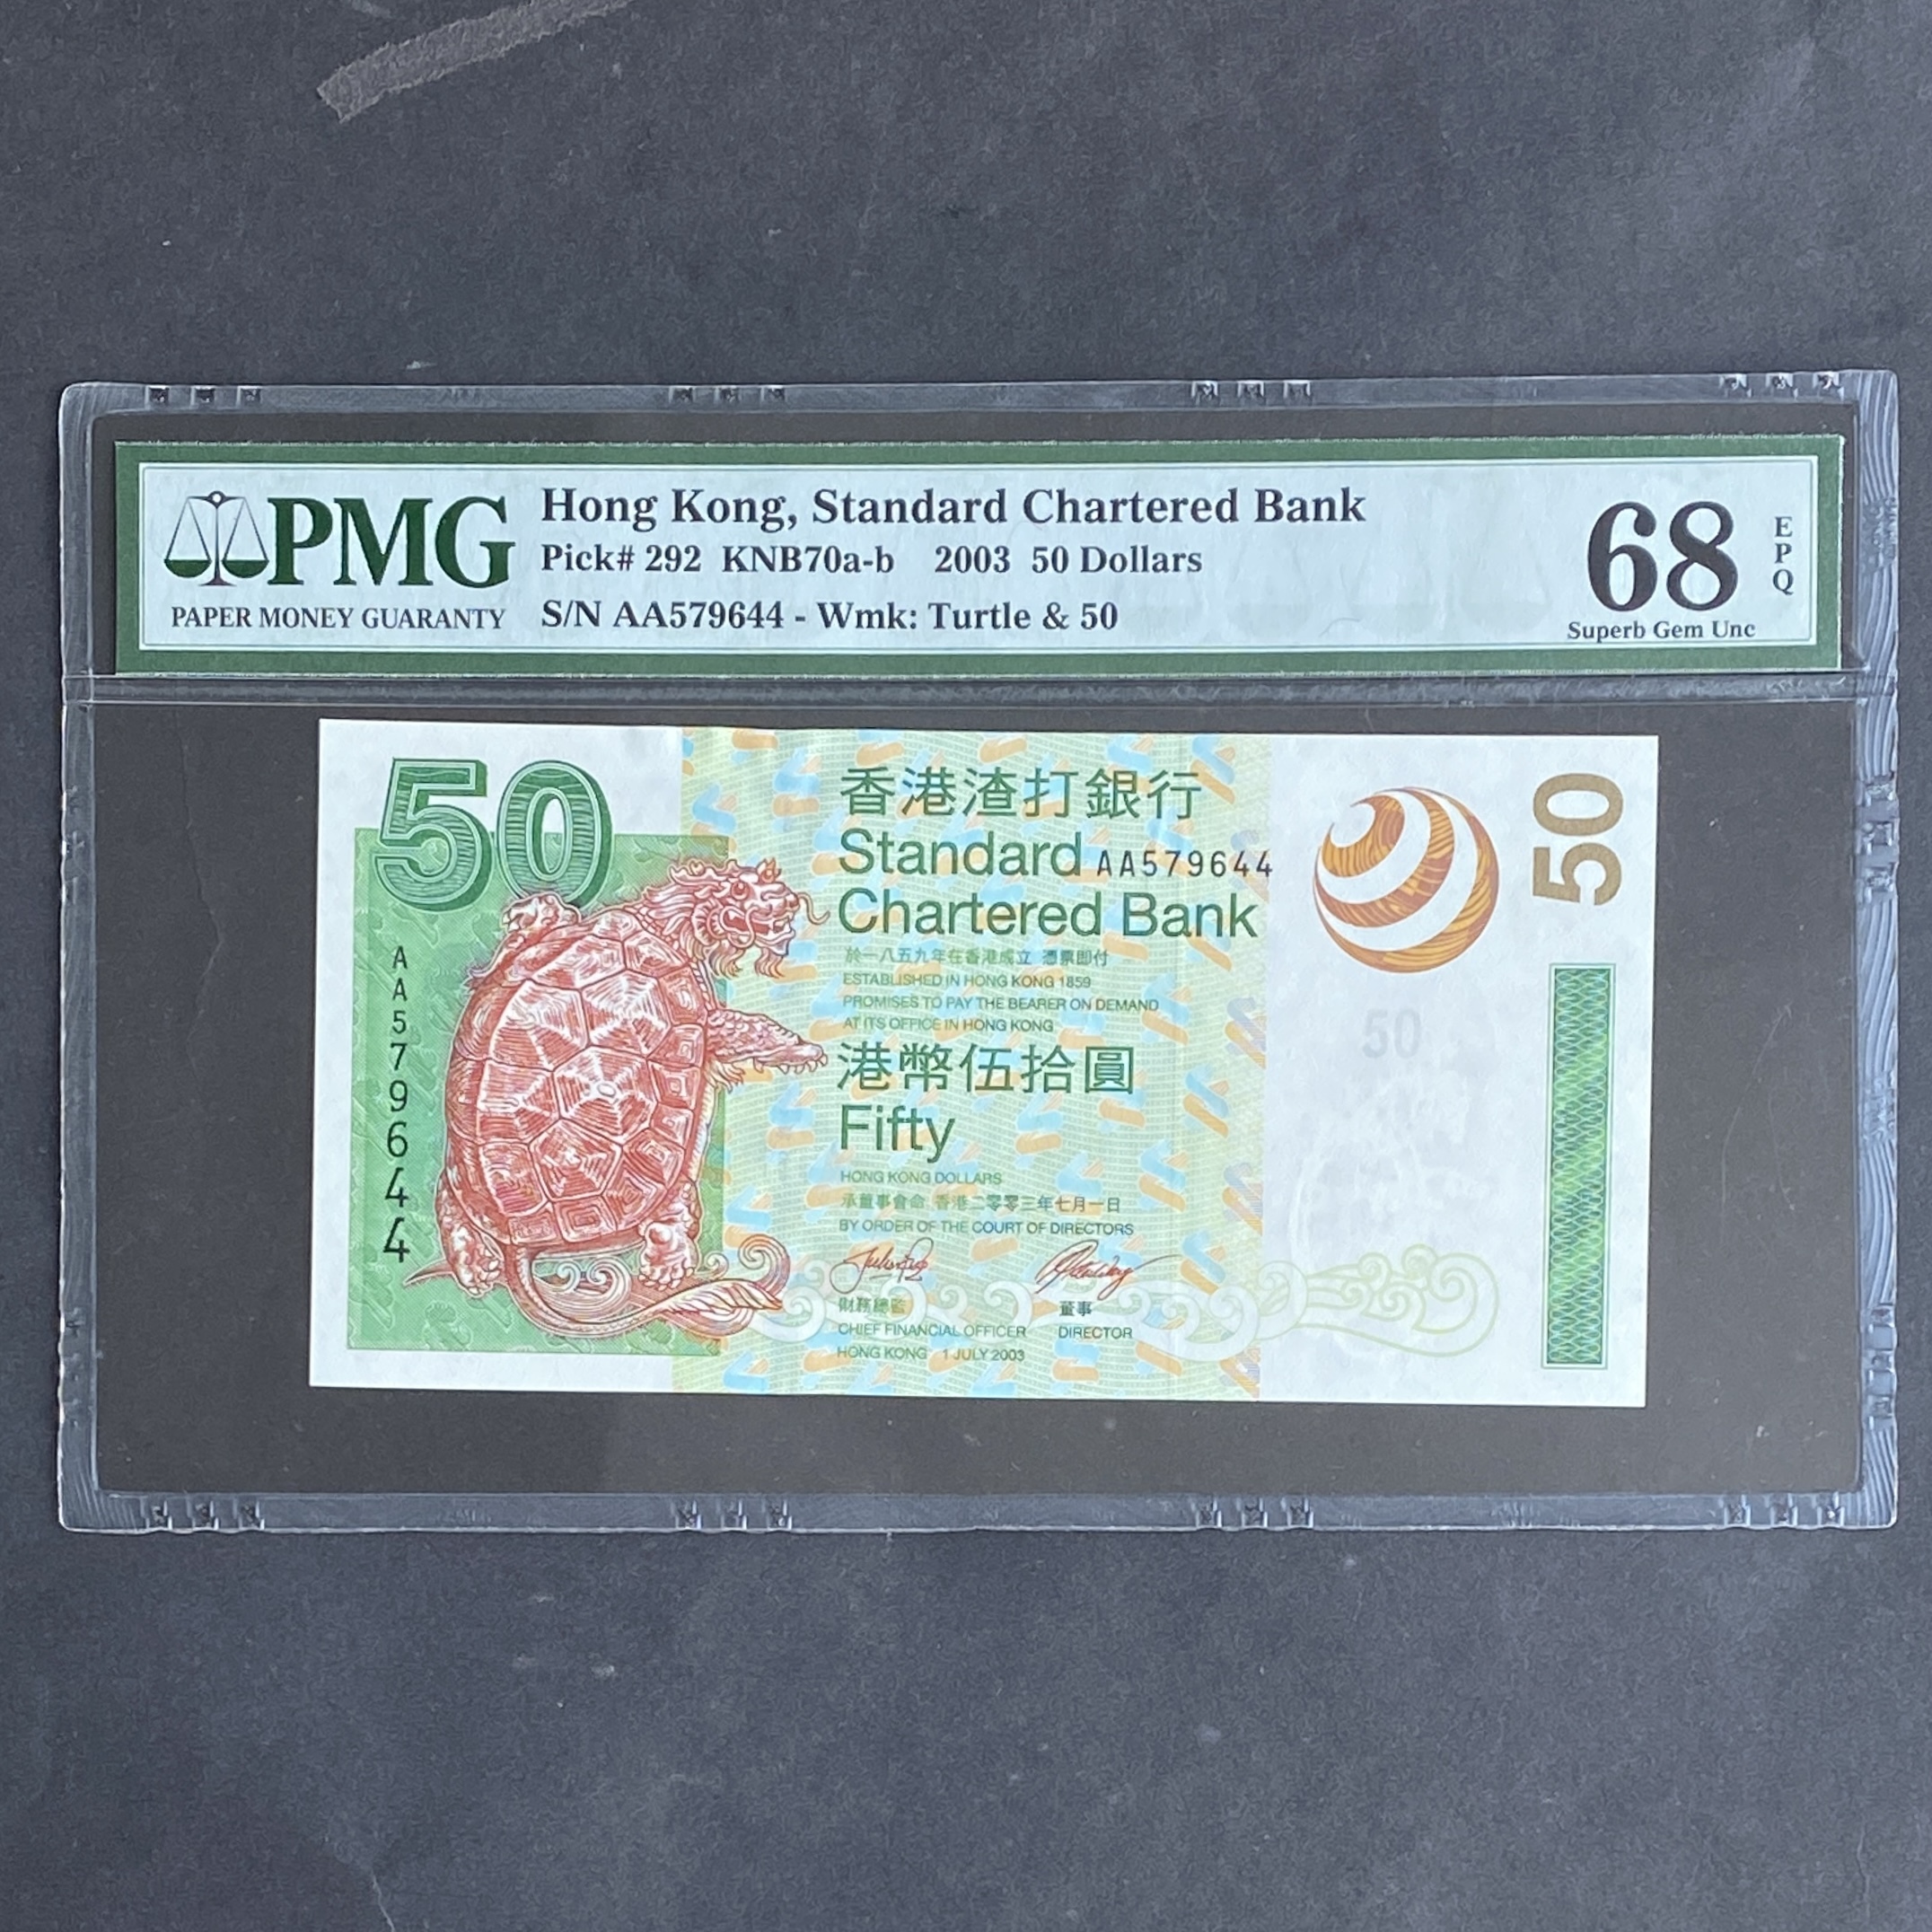 PMG
PAPER MONEY GUARANTY
Hong Kong, Standard Chartered Bank
Pick# 292 KNB70a-b 2003 50 Dollars
S/N AA579644 - Wmk: Turtle & 50
68
EPQ
Superb Gem Unc
50
香港渣打銀行
Standard AA579644
Chartered Bank
於一八五九年在香港成立 憑票即付
ESTABLISHED IN HONG KONG 1859
PROMISES TO PAY THE BEARER ON DEMAND
AT ITS OFFICE IN HONG KONG
港幣伍拾圓
Fifty
HONG KONG DOLLARS
承董事會命 香港二零零三年七月一日
BY ORDER OF THE COURT OF DIRECTORS
財務總監 董事
CHIEF FINANCIAL OFFICER DIRECTOR
HONG KONG 1 JULY 2003
AA579644
50
50